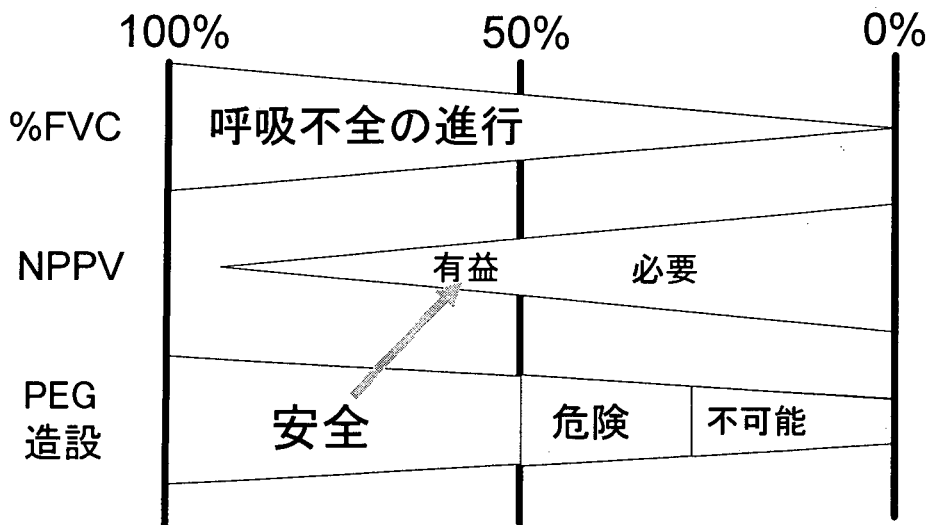 100% 50% 0%
%FVC 呼吸不全の進行
NPPV 有益 必要
PEG
造設 安全 危険 不可能